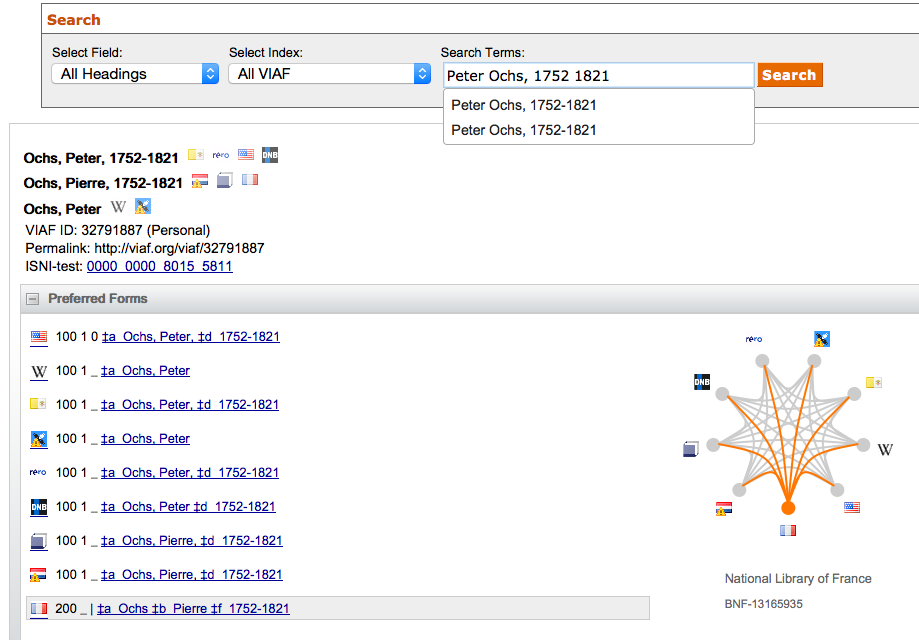 Search
Select Field: Select Index: Search Terms:
All Headings All VIAF Peter Ochs, 1752 1821 Search
Peter Ochs, 1752-1821
Peter Ochs, 1752-1821
Ochs, Peter, 1752-1821 rero DNB
Ochs, Pierre, 1752-1821
Ochs, Peter W
VIAF ID: 32791887 (Personal)
Permalink: http://viaf.org/viaf/32791887
ISNI-test: 0000 0000 8015 5811
Preferred Forms
100 1 0 ‡a Ochs, Peter, ‡d 1752-1821
W 100 1 _ ‡a Ochs, Peter
100 1 _ ‡a Ochs, Peter, ‡d 1752-1821
100 1 _ ‡a Ochs, Peter
rero 100 1 _ ‡a Ochs, Peter, ‡d 1752-1821
DNB 100 1 _ ‡a Ochs, Peter ‡d 1752-1821
100 1 _ ‡a Ochs, Pierre, ‡d 1752-1821
100 1 _ ‡a Ochs, Pierre, ‡d 1752-1821
200 _ | ‡a Ochs ‡b Pierre ‡f 1752-1821
rero
DNB
W
National Library of France
BNF-13165935